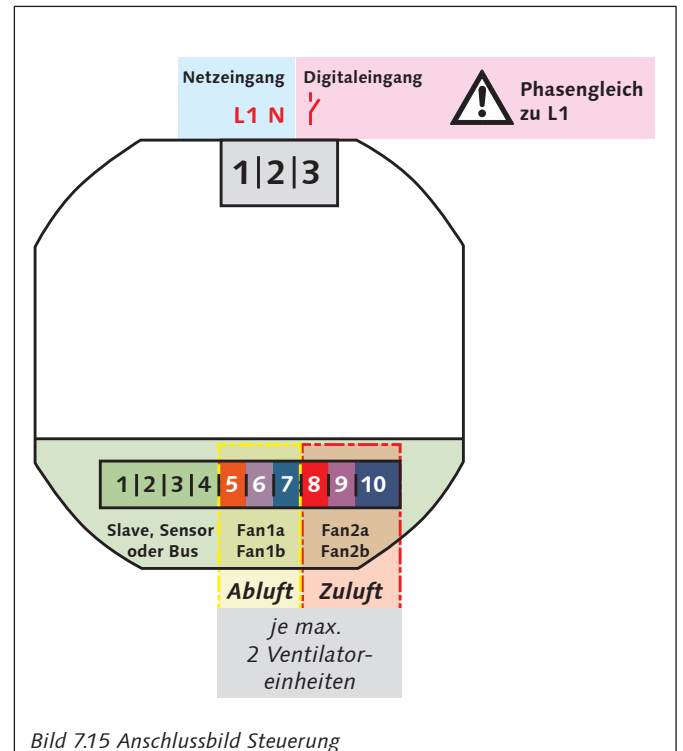 Netzeingang Digitaleingang
L1 N
Phasengleich
zu L1
1|2|3
1|2|3|4|5|6|7|8|9|10
Slave, Sensor
oder Bus
Fan1a
Fan1b
Fan2a
Fan2b
Abluft
Zuluft
je max.
2 Ventilator-
einheiten
Bild 7.15 Anschlussbild Steuerung